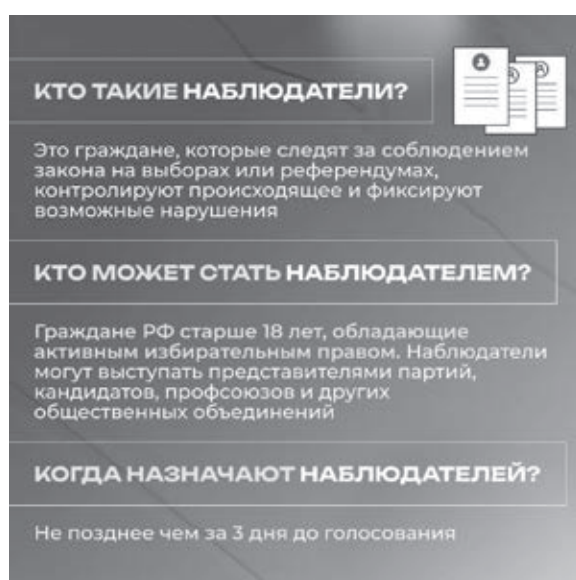 КТО ТАКИЕ НАБЛЮДАТЕЛИ?
Это граждане, которые следят за соблюдением
закона на выборах или референдумах,
контролируют происходящее и фиксируют
возможные нарушения
КТО МОЖЕТ СТАТЬ НАБЛЮДАТЕЛЕМ?
Граждане РФ старше 18 лет, обладающие
активным избирательным правом. Наблюдатели
могут выступать представителями партий,
кандидатов, профсоюзов и других
общественных объединений
КОГДА НАЗНАЧАЮТ НАБЛЮДАТЕЛЕЙ?
Не позднее чем за 3 дня до голосования